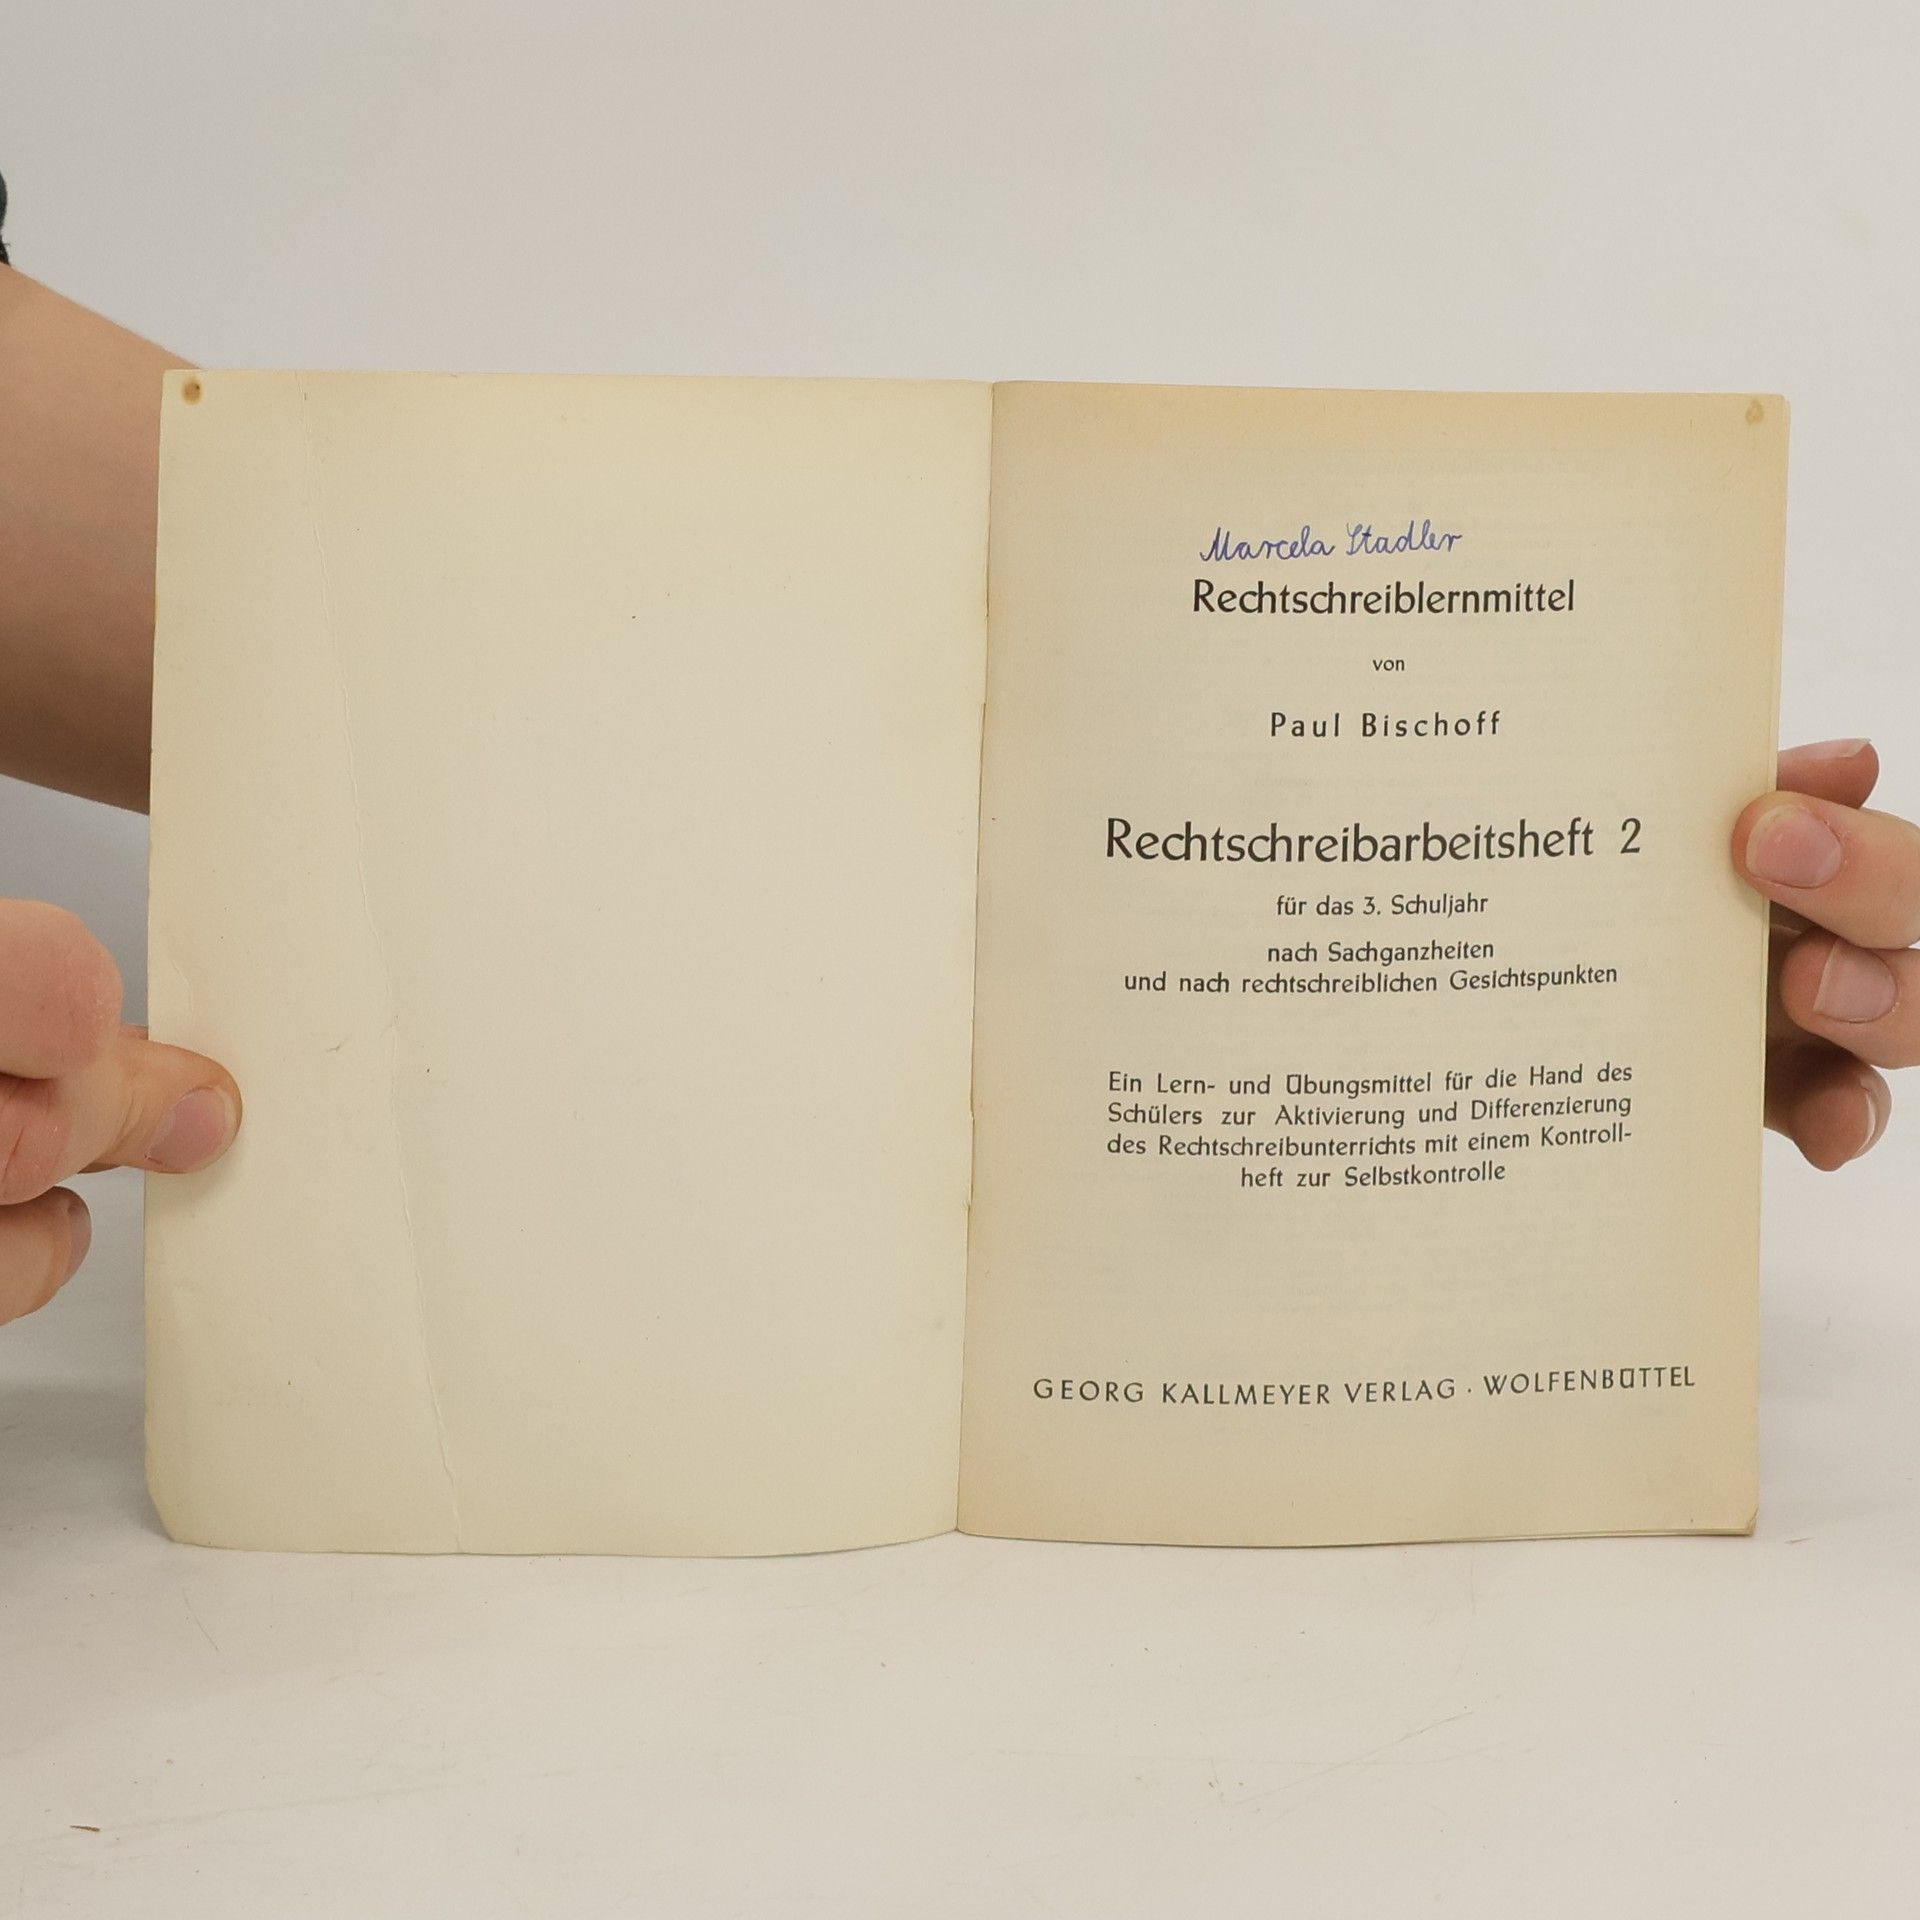 Marcela Stadler
Rechtschreiblernmittel
von
Paul Bischoff
Rechtschreibarbeitsheft 2
für das 3. Schuljahr
nach Sachganzheiten
und nach rechtschreiblichen Gesichtspunkten
Ein Lern- und Übungsmittel für die Hand des
Schülers zur Aktivierung und Differenzierung
des Rechtschreibunterrichts mit einem Kontroll-
heft zur Selbstkontrolle
GEORG KALLMEYER VERLAG · WOLFENBÜTTEL